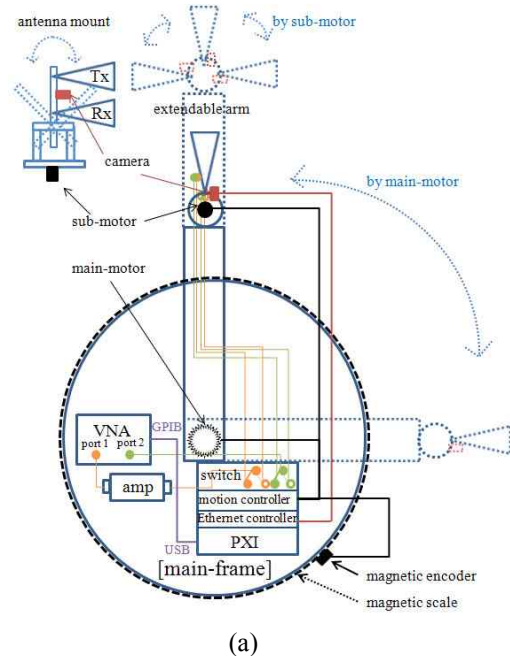 antenna mount
by sub-motor
Tx
Rx
extendable arm
camera
sub-motor
by main-motor
main-motor
VNA
port 1
port 2
GPIB
amp
switch
motion controller
Ethernet controller
PXI
USB
[main-frame]
magnetic encoder
magnetic scale
(a)